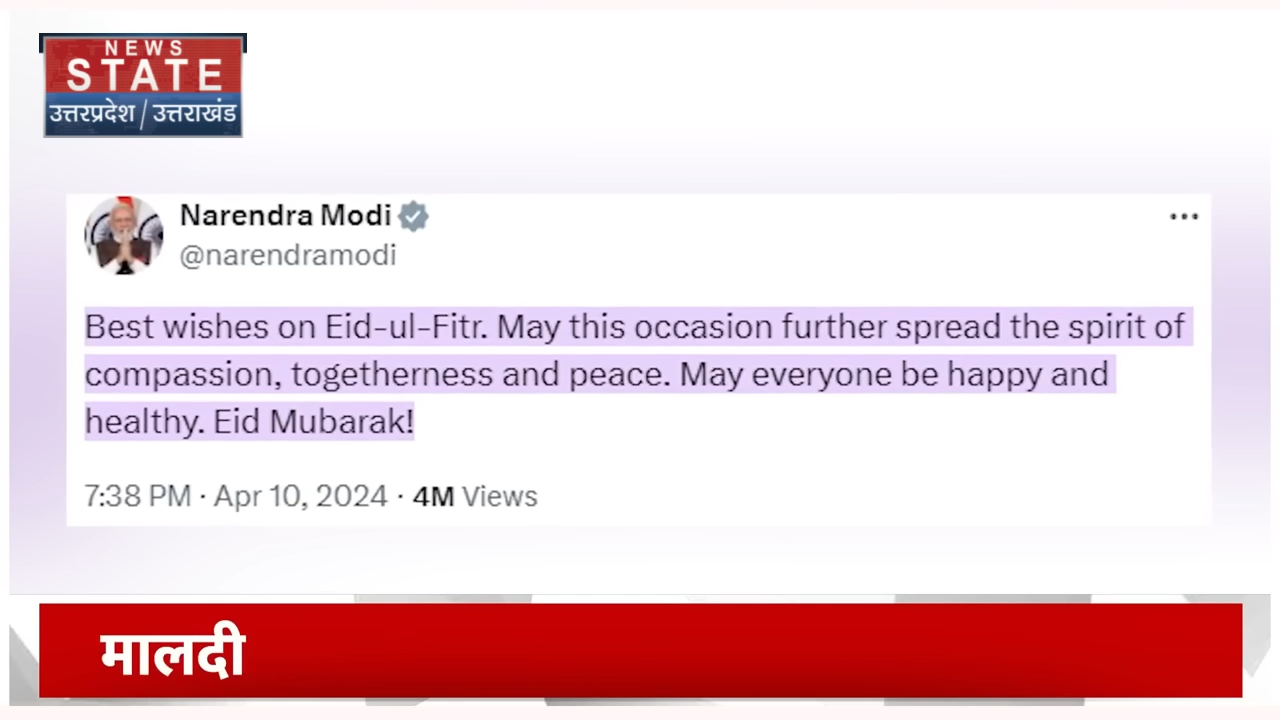 NEWS
STATE
उत्तरप्रदेश / उत्तराखंड
Narendra Modi
@narendramodi
Best wishes on Eid-ul-Fitr. May this occasion further spread the spirit of
compassion, togetherness and peace. May everyone be happy and
healthy. Eid Mubarak!
7:38 PM · Apr 10, 2024 · 4M Views
मालदी